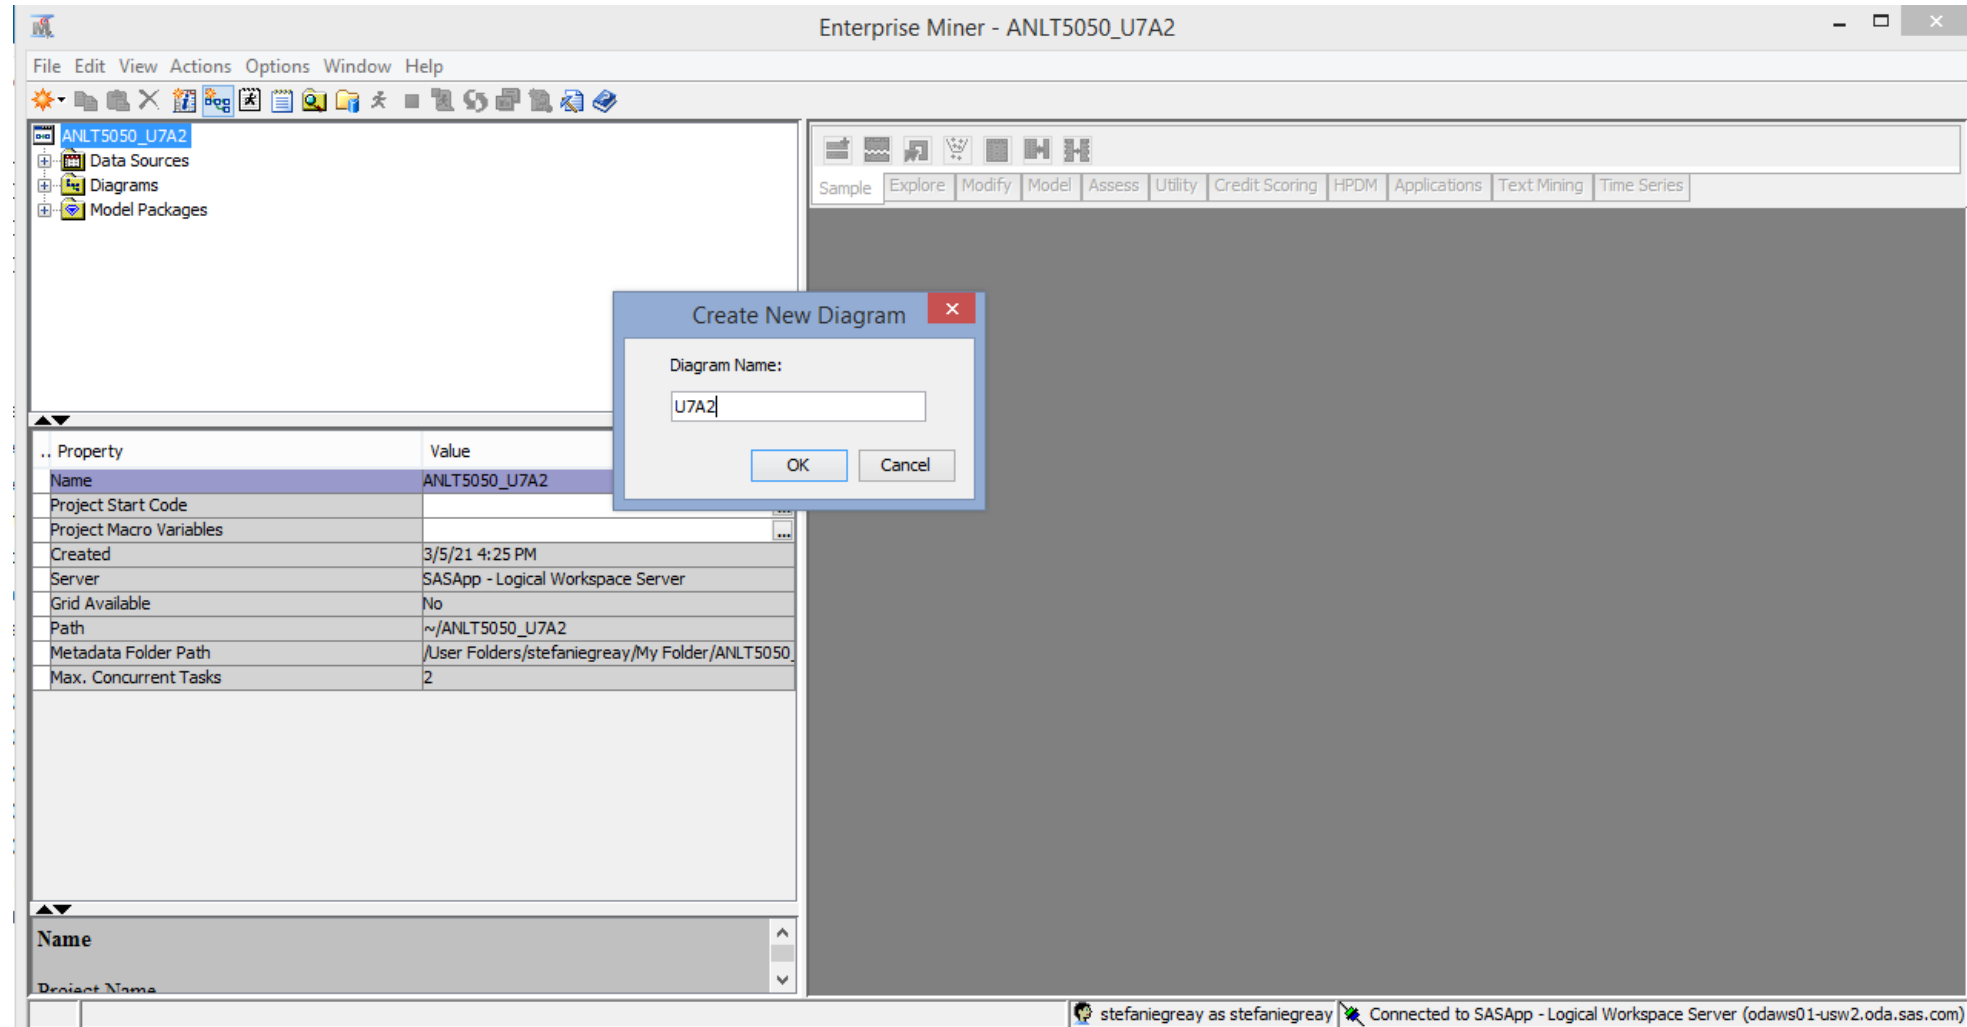 Enterprise Miner - ANLT5050_U7A2
File Edit View Actions Options Window Help
ANLT5050_U7A2
Data Sources
Diagrams
Model Packages
Sample Explore Modify Model Assess Utility Credit Scoring HPDM Applications Text Mining Time Series
Create New Diagram
Diagram Name:
U7A2
OK Cancel
.. Property Value
Name ANLT5050_U7A2
Project Start Code
Project Macro Variables ...
Created 3/5/21 4:25 PM
Server SASApp - Logical Workspace Server
Grid Available No
Path ~/ANLT5050_U7A2
Metadata Folder Path /User Folders/stefaniegreay/My Folder/ANLT5050_
Max. Concurrent Tasks 2
Name
Project Name
stefaniegreay as stefaniegreay Connected to SASApp - Logical Workspace Server (odaws01-usw2.oda.sas.com)